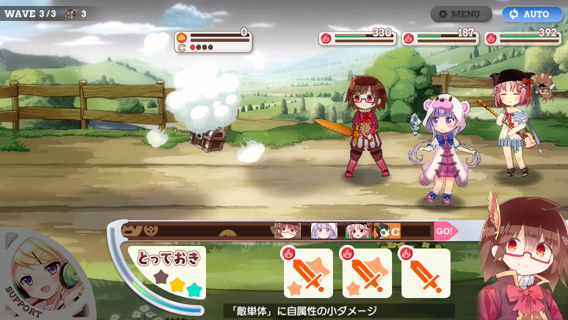 WAVE 3/3 3
MENU
AUTO
0
C
330
187
392
C
GO!
とっておき
SUPPORT
「敵単体」に自属性の小ダメージ